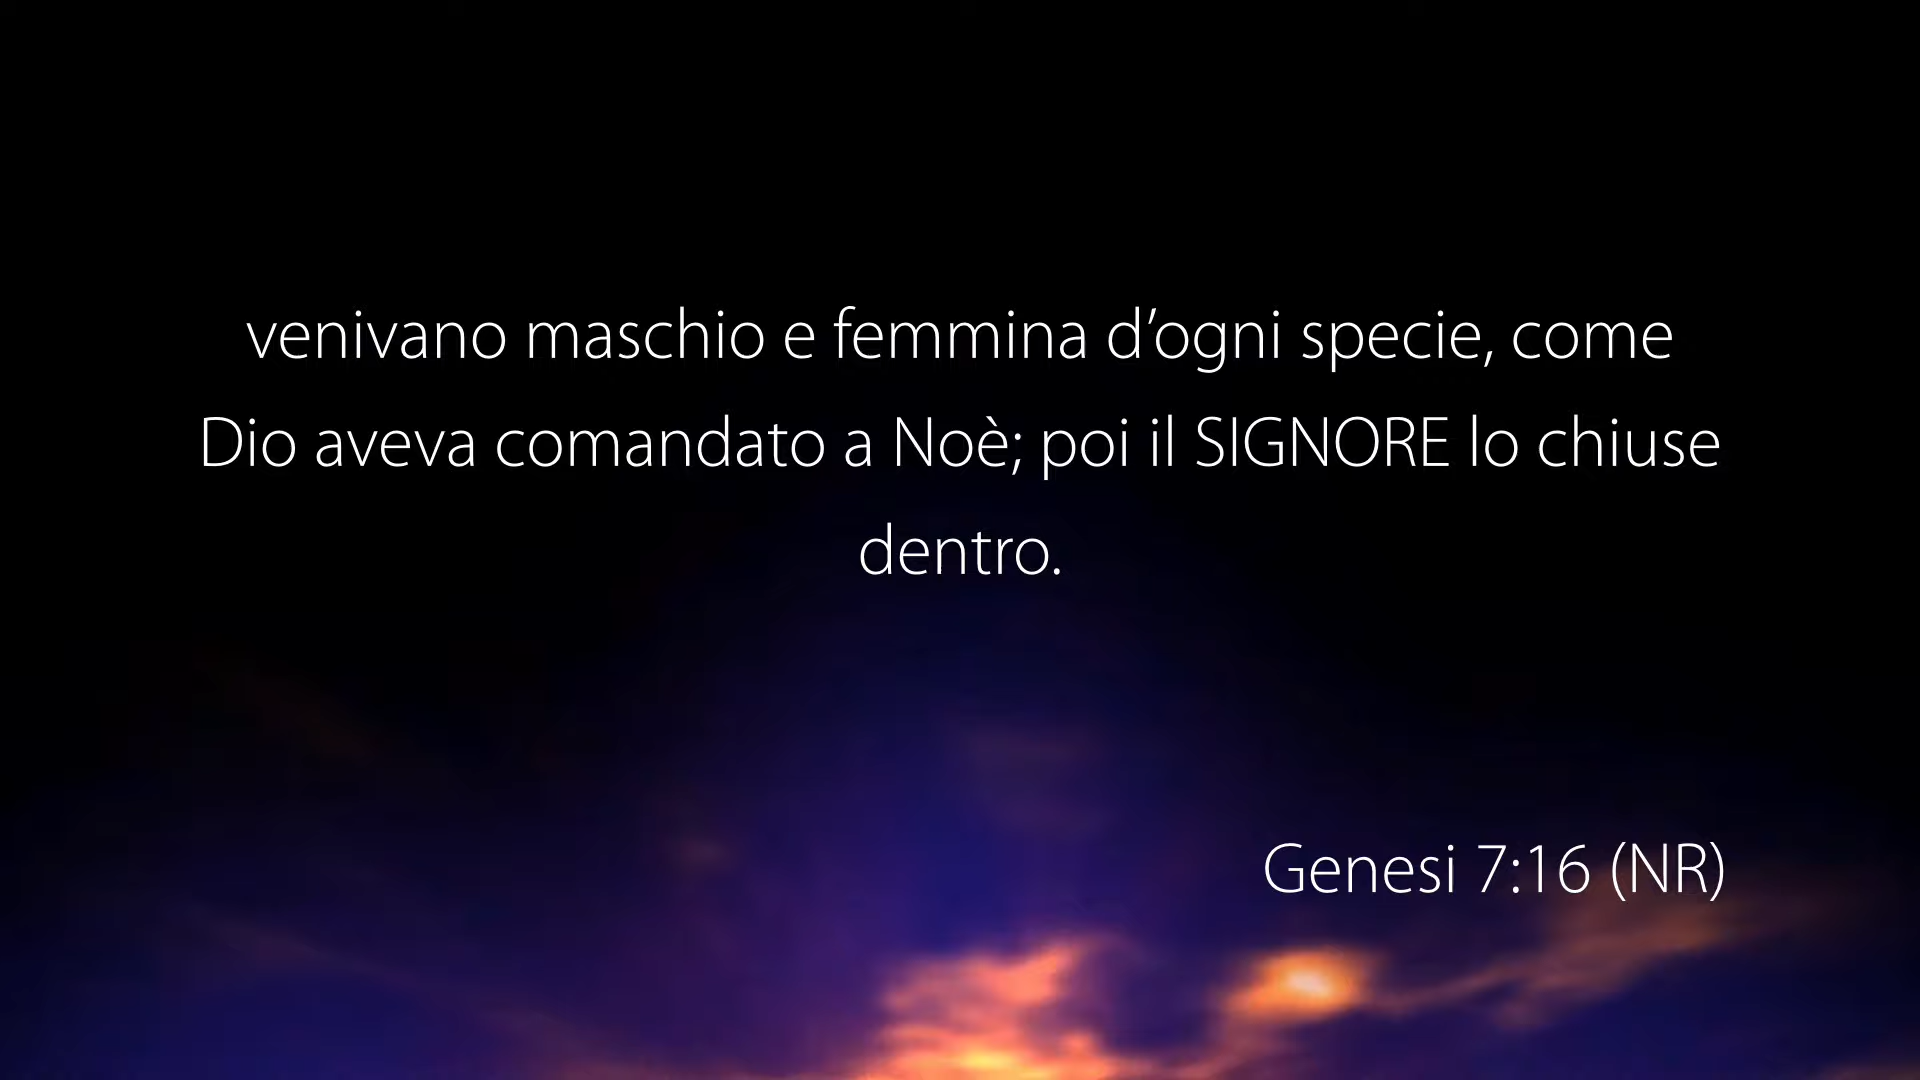 venivano maschio e femmina d’ogni specie, come
Dio aveva comandato a Noè; poi il SIGNORE lo chiuse
dentro.
Genesi 7:16 (NR)